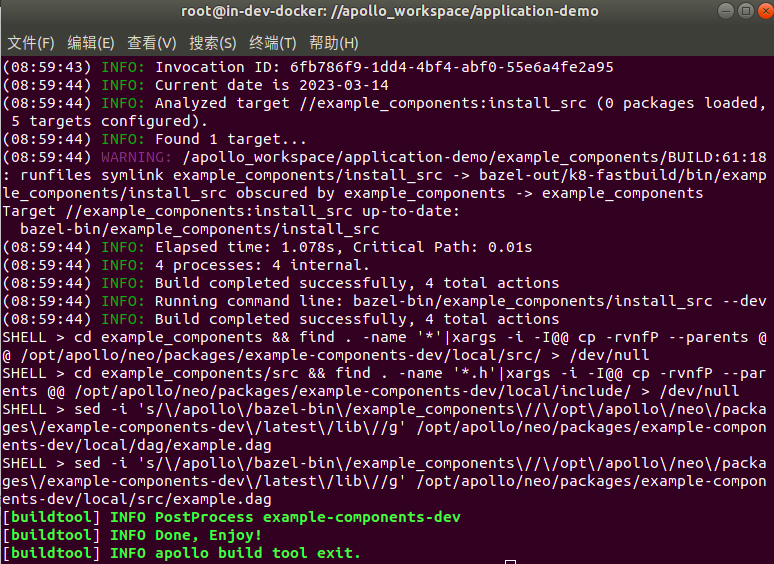 root@in-dev-docker: //apollo_workspace/application-demo
文件(F) 编辑(E) 查看(V) 搜索(S) 终端(T) 帮助(H)
(08:59:43) INFO: Invocation ID: 6fb786f9-1dd4-4bf4-abf0-55e6a4fe2a95
(08:59:44) INFO: Current date is 2023-03-14
(08:59:44) INFO: Analyzed target //example_components:install_src (0 packages loaded,
 5 targets configured).
(08:59:44) INFO: Found 1 target...
(08:59:44) WARNING: /apollo_workspace/application-demo/example_components/BUILD:61:18
: runfiles symlink example_components/install_src -> bazel-out/k8-fastbuild/bin/examp
le_components/install_src obscured by example_components -> example_components
Target //example_components:install_src up-to-date:
  bazel-bin/example_components/install_src
(08:59:44) INFO: Elapsed time: 1.078s, Critical Path: 0.01s
(08:59:44) INFO: 4 processes: 4 internal.
(08:59:44) INFO: Build completed successfully, 4 total actions
(08:59:44) INFO: Running command line: bazel-bin/example_components/install_src --dev
(08:59:44) INFO: Build completed successfully, 4 total actions
SHELL > cd example_components && find . -name '*'|xargs -i -I@@ cp -rvnfP --parents @
@ /opt/apollo/neo/packages/example-components-dev/local/src/ > /dev/null
SHELL > cd example_components/src && find . -name '*.h'|xargs -i -I@@ cp -rvnfP --par
ents @@ /opt/apollo/neo/packages/example-components-dev/local/include/ > /dev/null
SHELL > sed -i 's/\/apollo\/bazel-bin\/example_components\//\/opt\/apollo\/neo\/packa
ges\/example-components-dev\/latest\/lib\//g' /opt/apollo/neo/packages/example-compon
ents-dev/local/dag/example.dag
SHELL > sed -i 's/\/apollo\/bazel-bin\/example_components\//\/opt\/apollo\/neo\/packa
ges\/example-components-dev\/latest\/lib\//g' /opt/apollo/neo/packages/example-compon
ents-dev/local/src/example.dag
[buildtool] INFO PostProcess example-components-dev
[buildtool] INFO Done, Enjoy!
[buildtool] INFO apollo build tool exit.